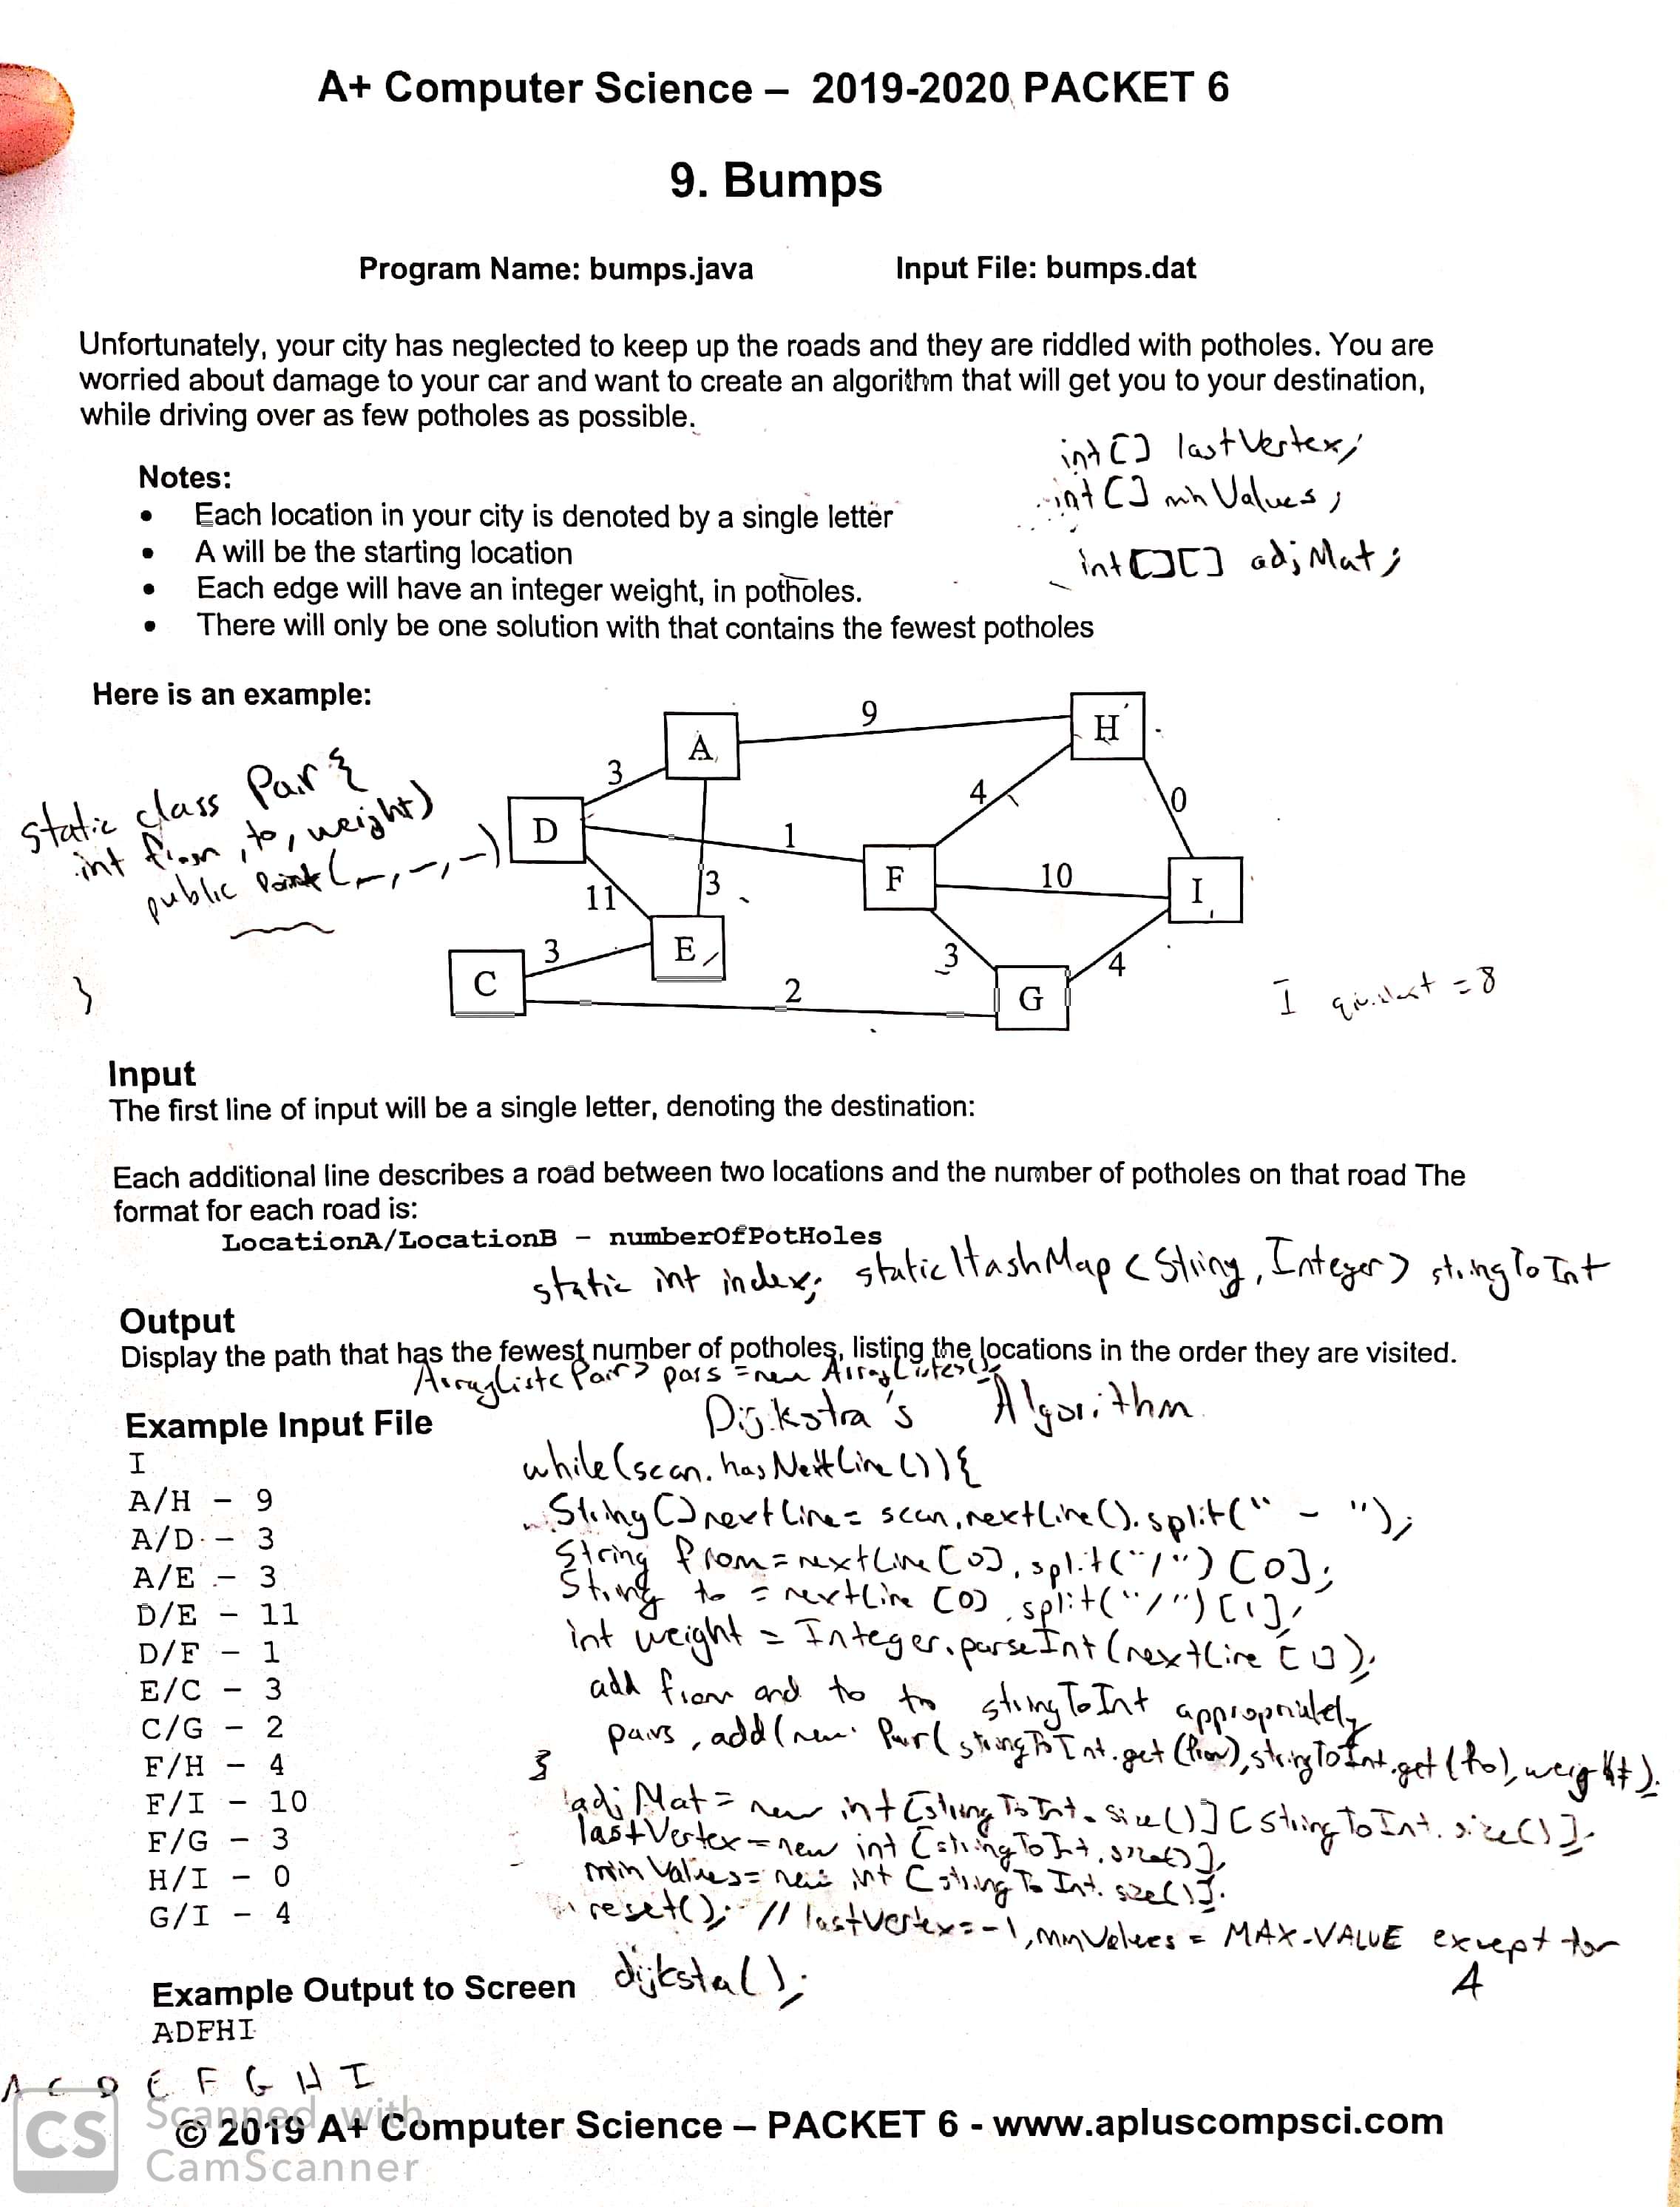 A+ Computer Science – 2019-2020 PACKET 6
9. Bumps
Program Name: bumps.java Input File: bumps.dat
Unfortunately, your city has neglected to keep up the roads and they are riddled with potholes. You are
worried about damage to your car and want to create an algorithm that will get you to your destination,
while driving over as few potholes as possible.
int [] lastVertex;
int [] minValues;
int [][] adjMat;
Notes:
• Each location in your city is denoted by a single letter
• A will be the starting location
• Each edge will have an integer weight, in potholes.
• There will only be one solution with that contains the fewest potholes
Here is an example:
static class Pair {
int from, to, weight)
public Point (_,_,_)
}
A
9
H
3
D
4
0
1
F
10
I
11
3
3
E
C
3
4
2
G
I quickest = 8
Input
The first line of input will be a single letter, denoting the destination:
Each additional line describes a road between two locations and the number of potholes on that road The
format for each road is:
LocationA/LocationB - numberOfPotHoles
static int index; static HashMap <String, Integer> stringToInt
Output
Display the path that has the fewest number of potholes, listing the locations in the order they are visited.
ArrayList<Pair> pairs = new ArrayList<>();
Dijkstra's Algorithm
Example Input File
I
A/H - 9
A/D - 3
A/E - 3
D/E - 11
D/F - 1
E/C - 3
C/G - 2
F/H - 4
F/I - 10
F/G - 3
H/I - 0
G/I - 4
while(scan.hasNextLine()){
String[] nextLine = scan.nextLine().split(" - ");
String from = nextLine[0].split("/")[0];
String to = nextLine[0].split("/")[1];
int weight = Integer.parseInt(nextLine[1]);
add from and to to stringToInt appropriately
pairs.add(new Pair(stringToInt.get(from), stringToInt.get(to), weight).
}
adjMat = new int[stringToInt.size()][stringToInt.size()];
lastVertex = new int[stringToInt.size()];
minValues = new int[stringToInt.size()].
reset(); // lastVertex=-1, minValues = MAX-VALUE except for
A
dijksta();
Example Output to Screen
ADFHI
A C D E F G H I
CS Scanned with
CamScanner
© 2019 A+ Computer Science – PACKET 6 - www.apluscompsci.com